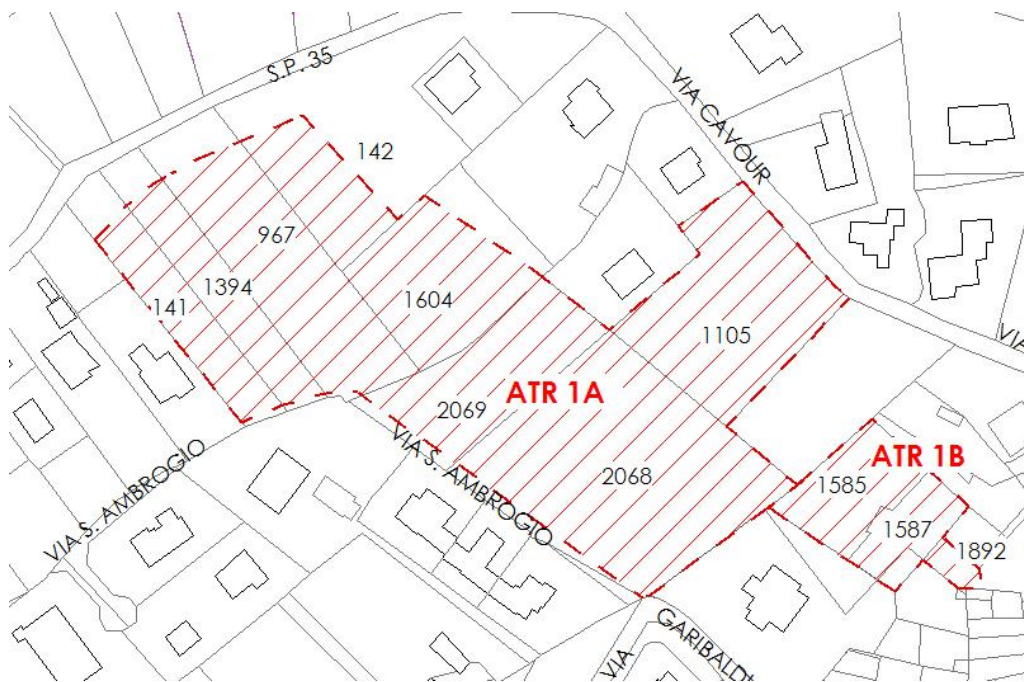 S.P. 35
VIA CAVOUR
142
967
1394
141
1604
1105
VIA
ATR 1A
2069
VIA S. AMBROGIO
2068
ATR 1B
1585
1587
1892
VIA S. AMBROGIO
VIA
GARIBALDI